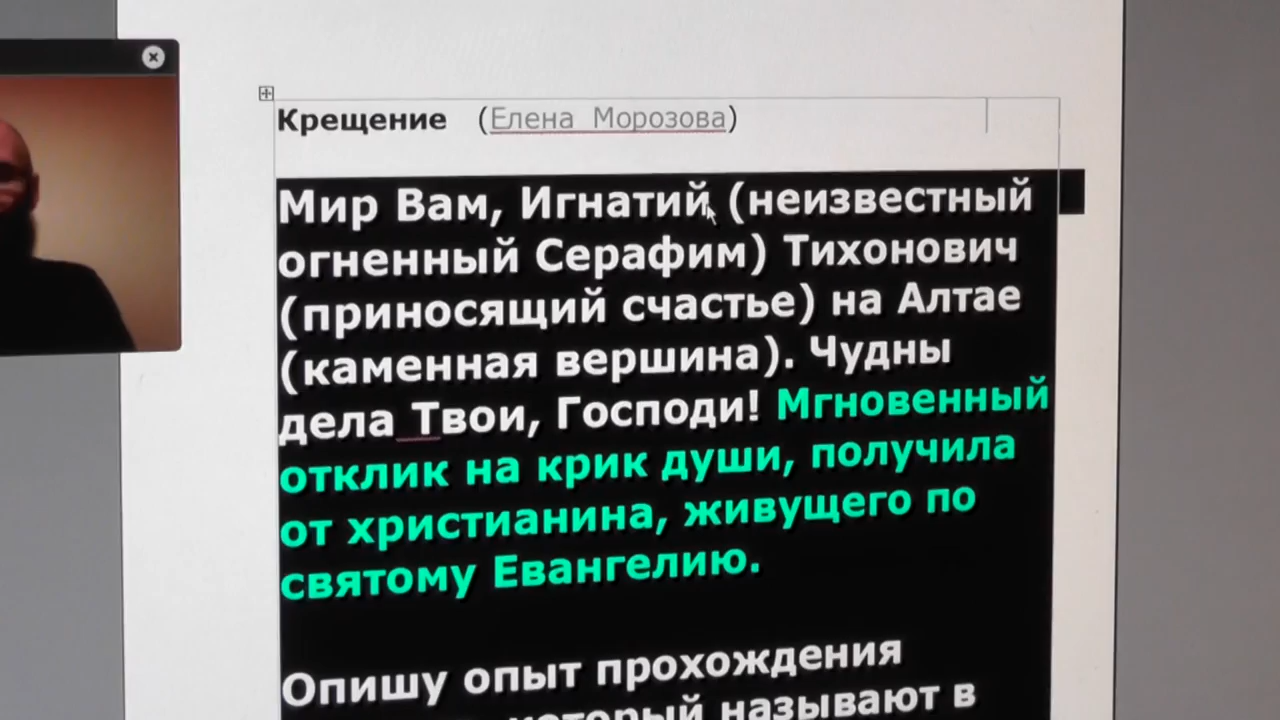 Крещение (Елена Морозова)
Мир Вам, Игнатий (неизвестный
огненный Серафим) Тихонович
(приносящий счастье) на Алтае
(каменная вершина). Чудны
дела Твои, Господи! Мгновенный
отклик на крик души, получила
от христианина, живущего по
святому Евангелию.
Опишу опыт прохождения
который называют в